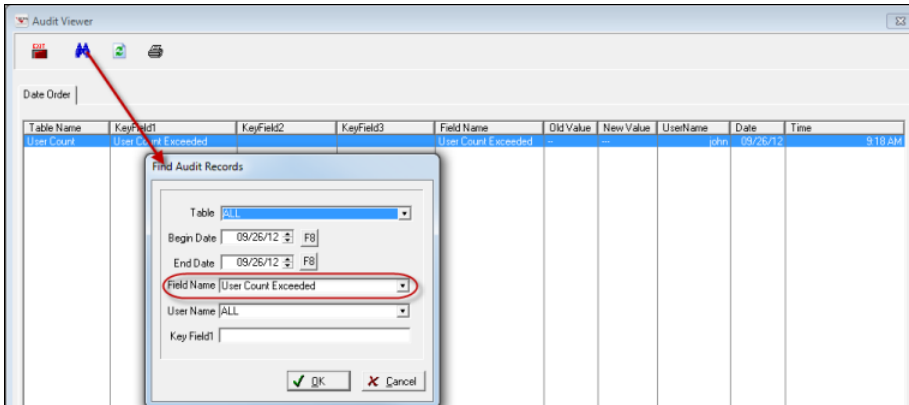 Audit Viewer
EXIT
Date Order
Table Name KeyField1 KeyField2 KeyField3 Field Name Old Value New Value UserName Date Time
User Count User Count Exceeded User Count Exceeded -- --- john 09/26/12 9:18 AM
Find Audit Records
Table ALL
Begin Date 09/26/12 F8
End Date 09/26/12 F8
Field Name User Count Exceeded
User Name ALL
Key Field1
OK Cancel